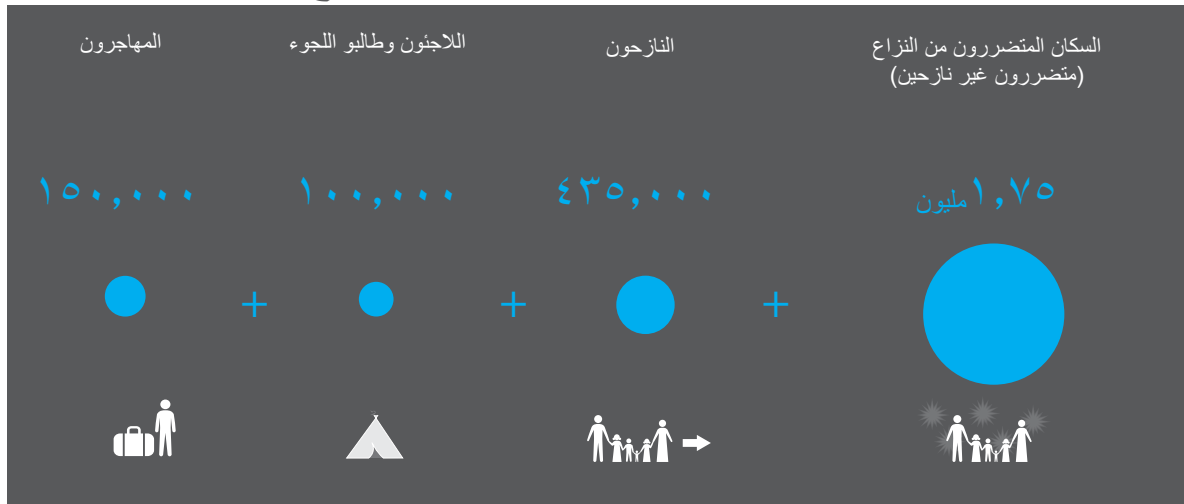 السكان المتضررون من النزاع
(متضررون غير نازحين)
النازحون
اللاجئون وطالبو اللجوء
المهاجرون
١,٧٥ مليون
٤٣٥,٠٠٠
١٠٠,٠٠٠
١٥٠,٠٠٠
+
+
+